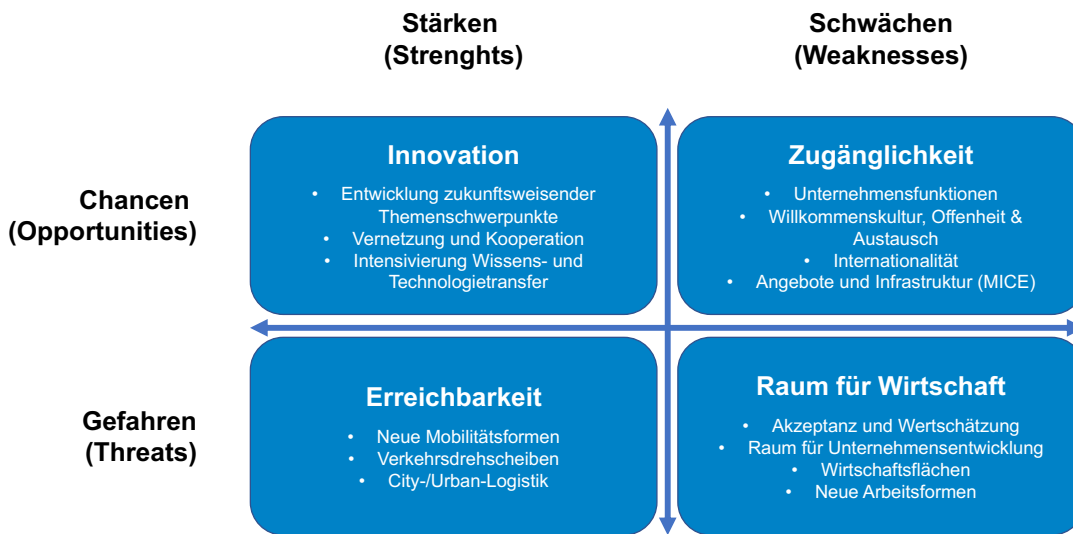 Stärken
(Strenghts)
Schwächen
(Weaknesses)
Chancen
(Opportunities)
Innovation
• Entwicklung zukunftsweisender
Themenschwerpunkte
• Vernetzung und Kooperation
• Intensivierung Wissens- und
Technologietransfer
Zugänglichkeit
• Unternehmensfunktionen
• Willkommenskultur, Offenheit &
Austausch
• Internationalität
• Angebote und Infrastruktur (MICE)
Gefahren
(Threats)
Erreichbarkeit
• Neue Mobilitätsformen
• Verkehrsdrehscheiben
• City-/Urban-Logistik
Raum für Wirtschaft
• Akzeptanz und Wertschätzung
• Raum für Unternehmensentwicklung
• Wirtschaftsflächen
• Neue Arbeitsformen